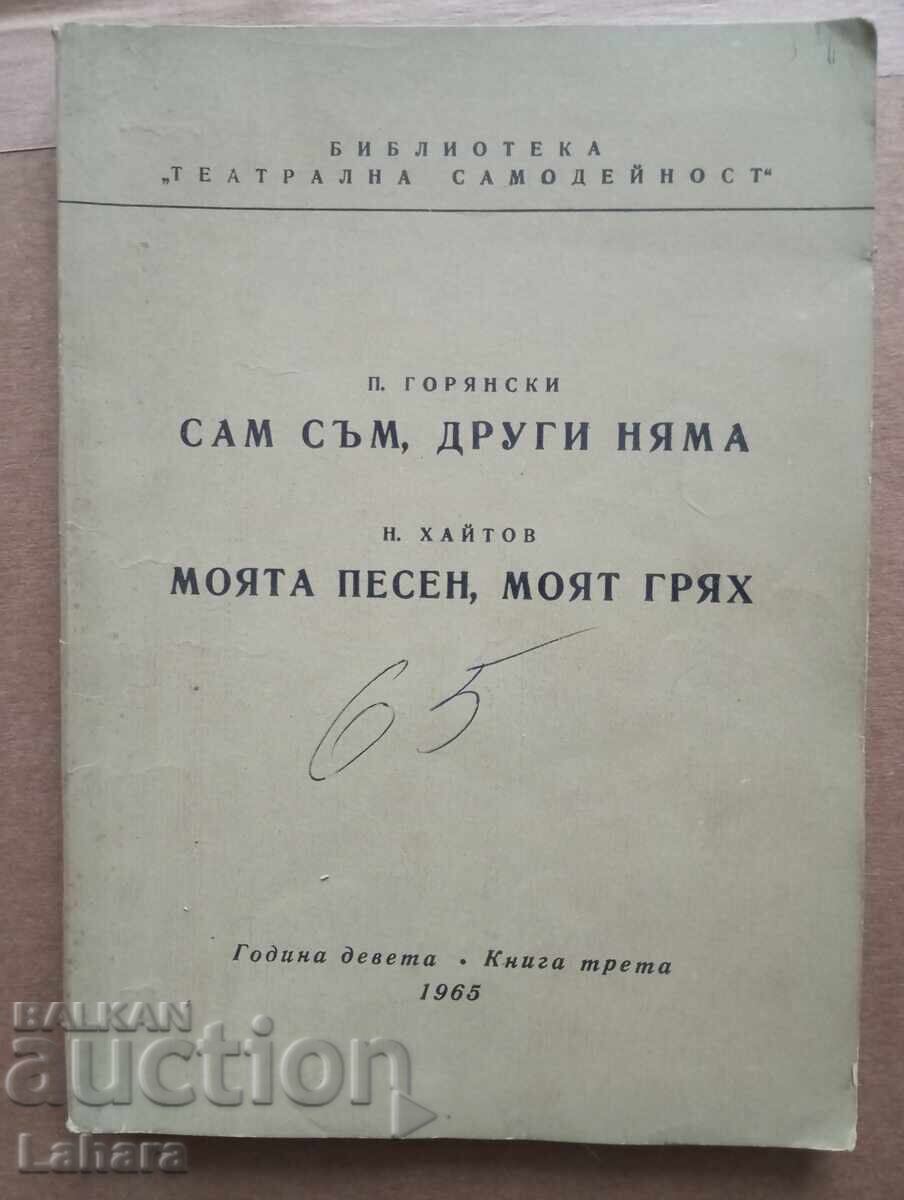 БИБЛИОТЕКА
„ТЕАТРАЛНА САМОДЕЙНОСТ“
П. ГОРЯНСКИ
САМ СЪМ, ДРУГИ НЯМА
Н. ХАЙТОВ
МОЯТА ПЕСЕН, МОЯТ ГРЯХ
65
Година девета • Книга трета
1965
BALKAN
auction
Lahara